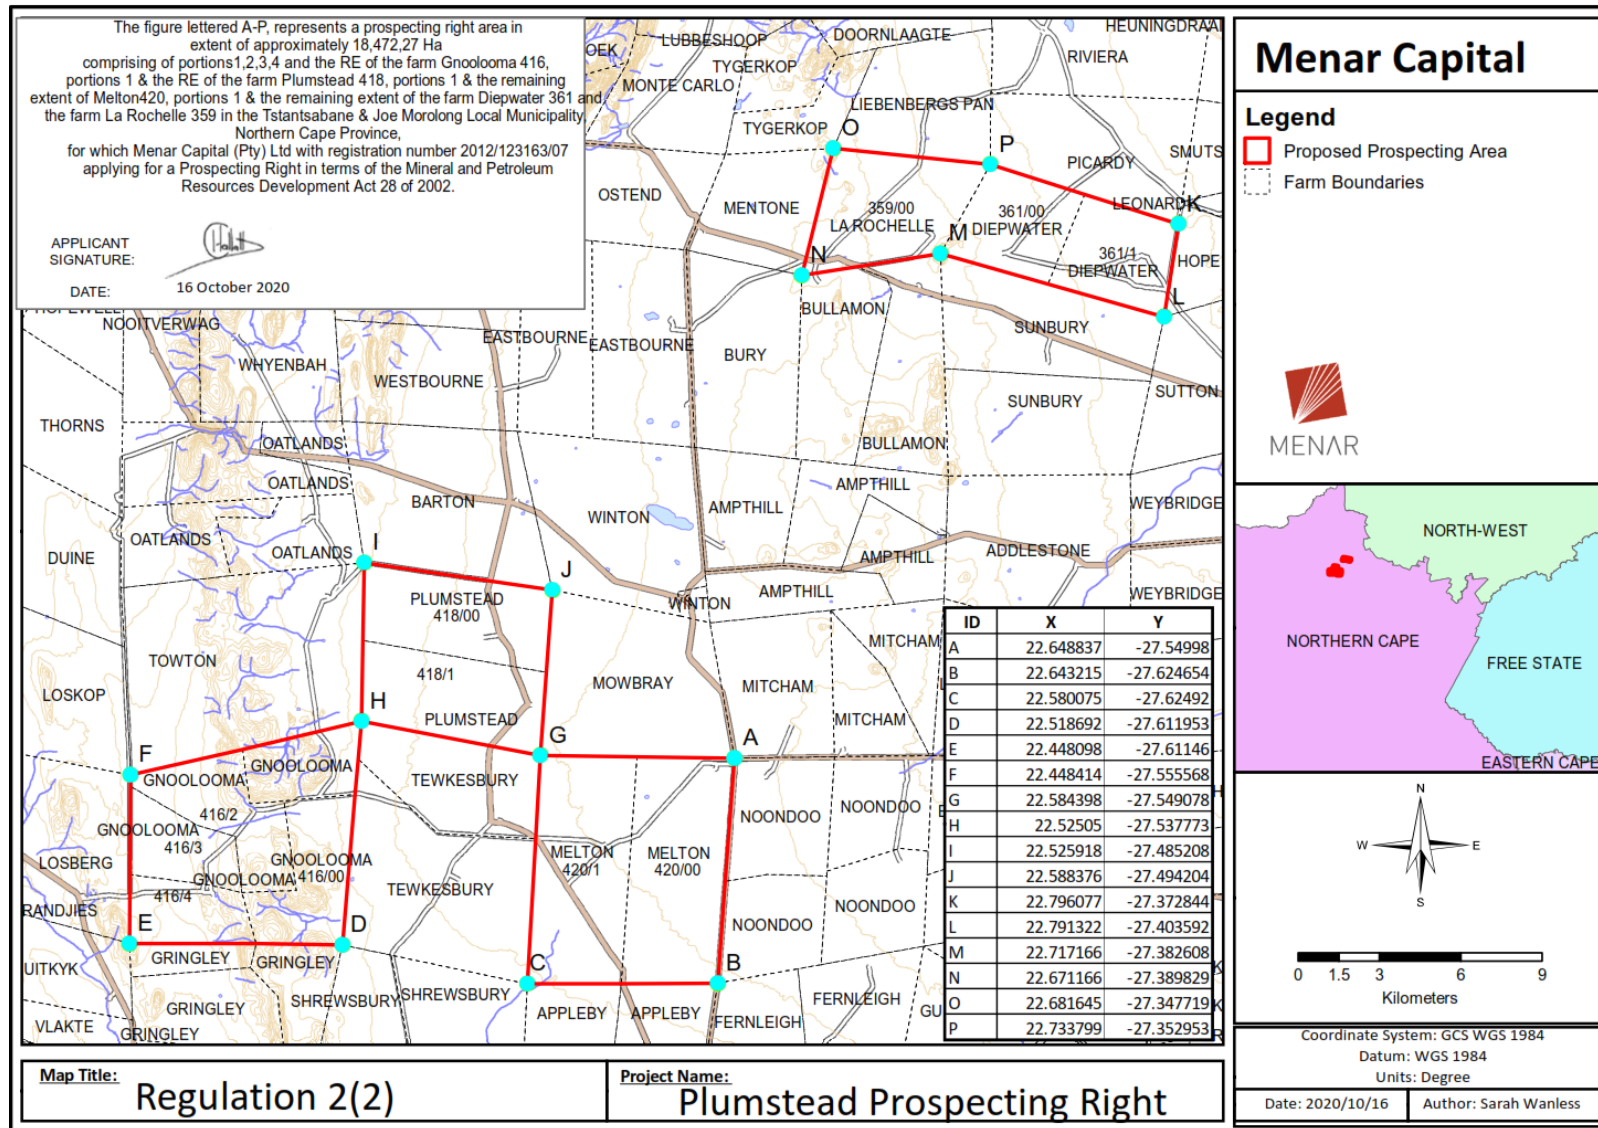 The figure lettered A-P, represents a prospecting right area in
extent of approximately 18,472,27 Ha
comprising of portions1,2,3,4 and the RE of the farm Gnoolooma 416,
portions 1 & the RE of the farm Plumstead 418, portions 1 & the remaining
extent of Melton420, portions 1 & the remaining extent of the farm Diepwater 361 and
the farm La Rochelle 359 in the Tstantsabane & Joe Morolong Local Municipality,
Northern Cape Province,
for which Menar Capital (Pty) Ltd with registration number 2012/123163/07
applying for a Prospecting Right in terms of the Mineral and Petroleum
Resources Development Act 28 of 2002.
APPLICANT
SIGNATURE:
DATE:
16 October 2020
OEK
LUBBESHOOP
DOORNLAAGTE
HEUNINGDRAAI
TYGERKOP
RIVIERA
MONTE CARLO
LIEBENBERGS PAN
TYGERKOP
O
P
PICARDY
SMUTS
OSTEND
MENTONE
359/00
LA ROCHELLE
361/00
DIEPWATER
LEONARD
K
M
N
361/1
DIEPWATER
HOPE
L
HOPEWELL
NOOITVERWAG
BULLAMON
SUNBURY
EASTBOURNE
EASTBOURNE
BURY
WHYENBAH
WESTBOURNE
SUTTON
SUNBURY
THORNS
OATLANDS
BULLAMON
OATLANDS
AMPTHILL
BARTON
WINTON
AMPTHILL
WEYBRIDGE
OATLANDS
DUINE
OATLANDS
I
AMPTHILL
ADDLESTONE
J
PLUMSTEAD
418/00
WINTON
AMPTHILL
WEYBRIDGE
MITCHAM
TOWTON
418/1
MOWBRAY
MITCHAM
LOSKOP
H
PLUMSTEAD
MITCHAM
G
A
F
GNOOLOOMA
GNOOLOOMA
TEWKESBURY
416/2
NOONDOO
NOONDOO
GNOOLOOMA
416/3
LOSBERG
GNOOLOOMA
416/00
MELTON
420/1
MELTON
420/00
GNOOLOOMA
416/4
TEWKESBURY
RANDJIES
NOONDOO
NOONDOO
E
D
GRINGLEY
GRINGLEY
UITKYK
C
B
SHREWSBURY
SHREWSBURY
FERNLEIGH
GRINGLEY
APPLEBY
APPLEBY
FERNLEIGH
GU
VLAKTE
GRINGLEY
ID X Y
A 22.648837 -27.54998
B 22.643215 -27.624654
C 22.580075 -27.62492
D 22.518692 -27.611953
E 22.448098 -27.61146
F 22.448414 -27.555568
G 22.584398 -27.549078
H 22.52505 -27.537773
I 22.525918 -27.485208
J 22.588376 -27.494204
K 22.796077 -27.372844
L 22.791322 -27.403592
M 22.717166 -27.382608
N 22.671166 -27.389829
O 22.681645 -27.347719
P 22.733799 -27.352953
Menar Capital
Legend
Proposed Prospecting Area
Farm Boundaries
MENAR
NORTH-WEST
NORTHERN CAPE
FREE STATE
EASTERN CAPE
N
W E
S
0 1.5 3 6 9
Kilometers
Coordinate System: GCS WGS 1984
Datum: WGS 1984
Units: Degree
Date: 2020/10/16
Author: Sarah Wanless
Map Title:
Regulation 2(2)
Project Name:
Plumstead Prospecting Right